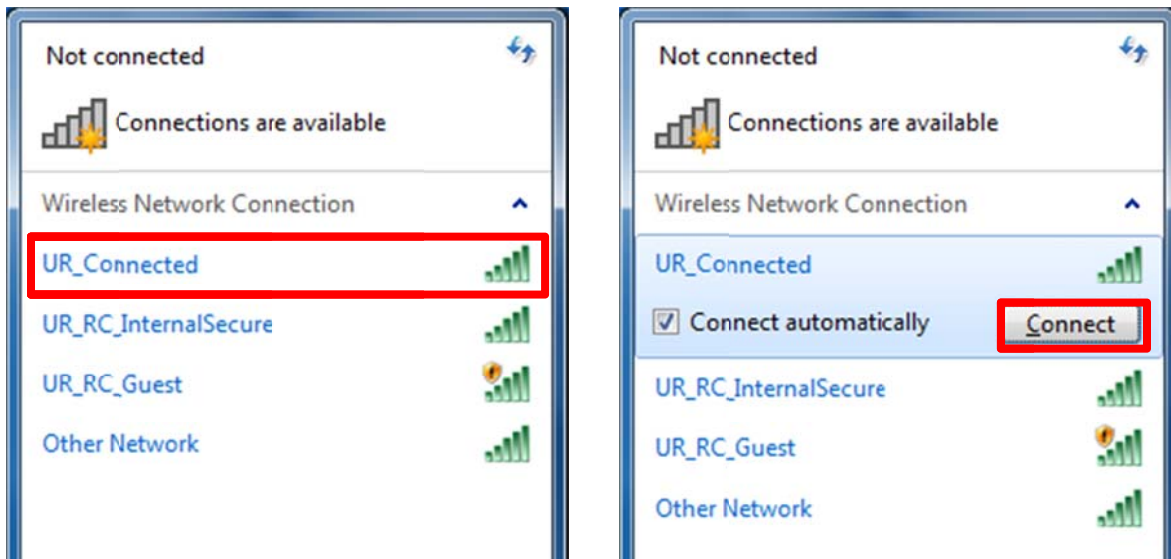 Not connected
Connections are available
Wireless Network Connection
UR_Connected
UR_RC_InternalSecure
UR_RC_Guest
Other Network
Not connected
Connections are available
Wireless Network Connection
UR_Connected
Connect automatically
Connect
UR_RC_InternalSecure
UR_RC_Guest
Other Network